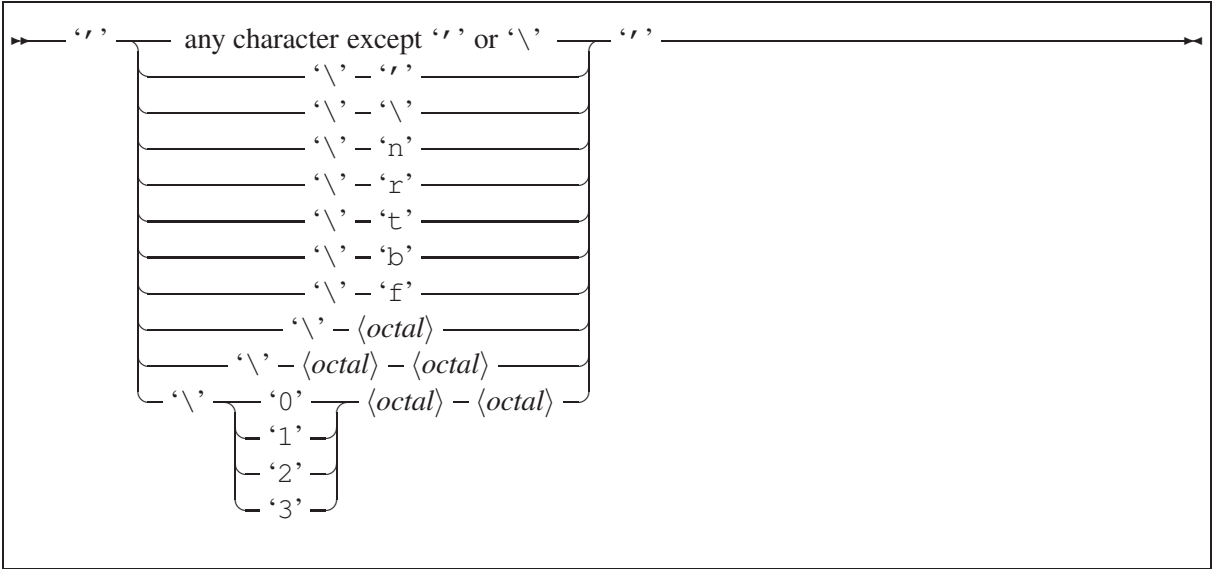 ‘'’ any character except ‘'’ or ‘\’ ‘'’
‘\’ ‘'’
‘\’ ‘\’
‘\’ ‘n’
‘\’ ‘r’
‘\’ ‘t’
‘\’ ‘b’
‘\’ ‘f’
‘\’ ⟨octal⟩
‘\’ ⟨octal⟩ ⟨octal⟩
‘\’ ‘0’ ⟨octal⟩ ⟨octal⟩
‘1’
‘2’
‘3’